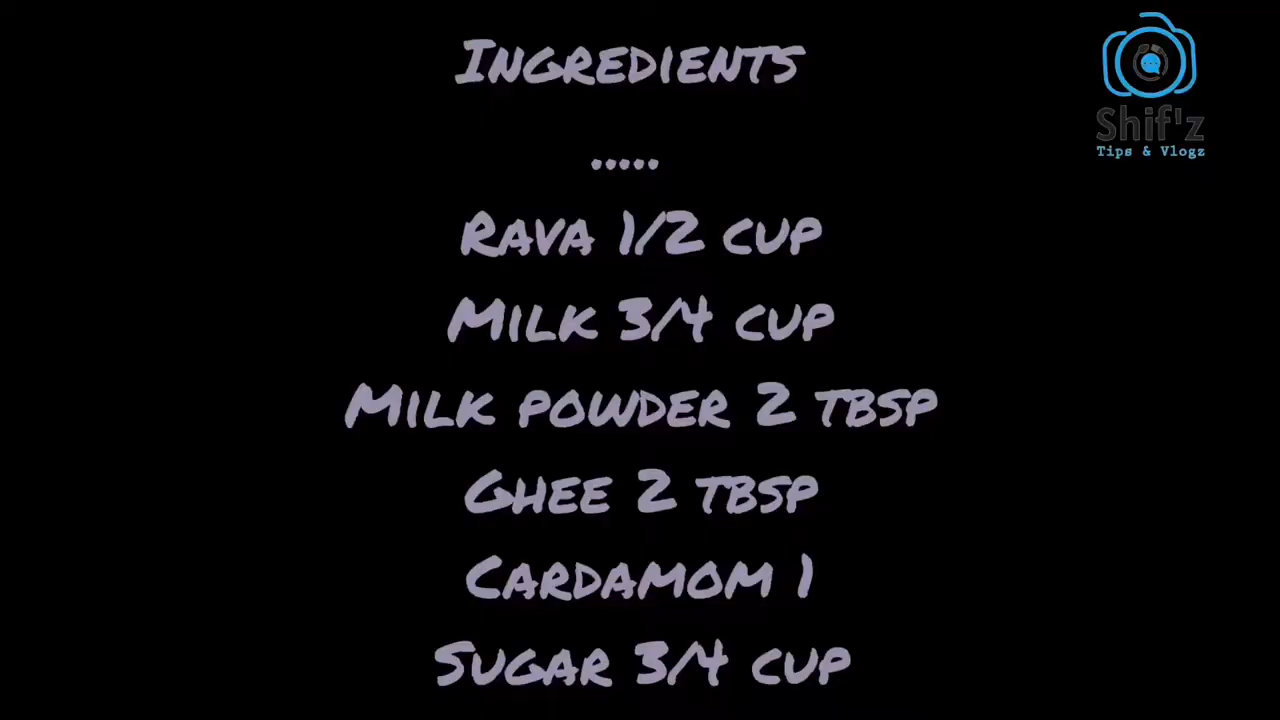 Ingredients
.....
Rava 1/2 cup
Milk 3/4 cup
Milk powder 2 tbsp
Ghee 2 tbsp
Cardamom 1
Sugar 3/4 cup
Shif'z
Tips & Vlogz